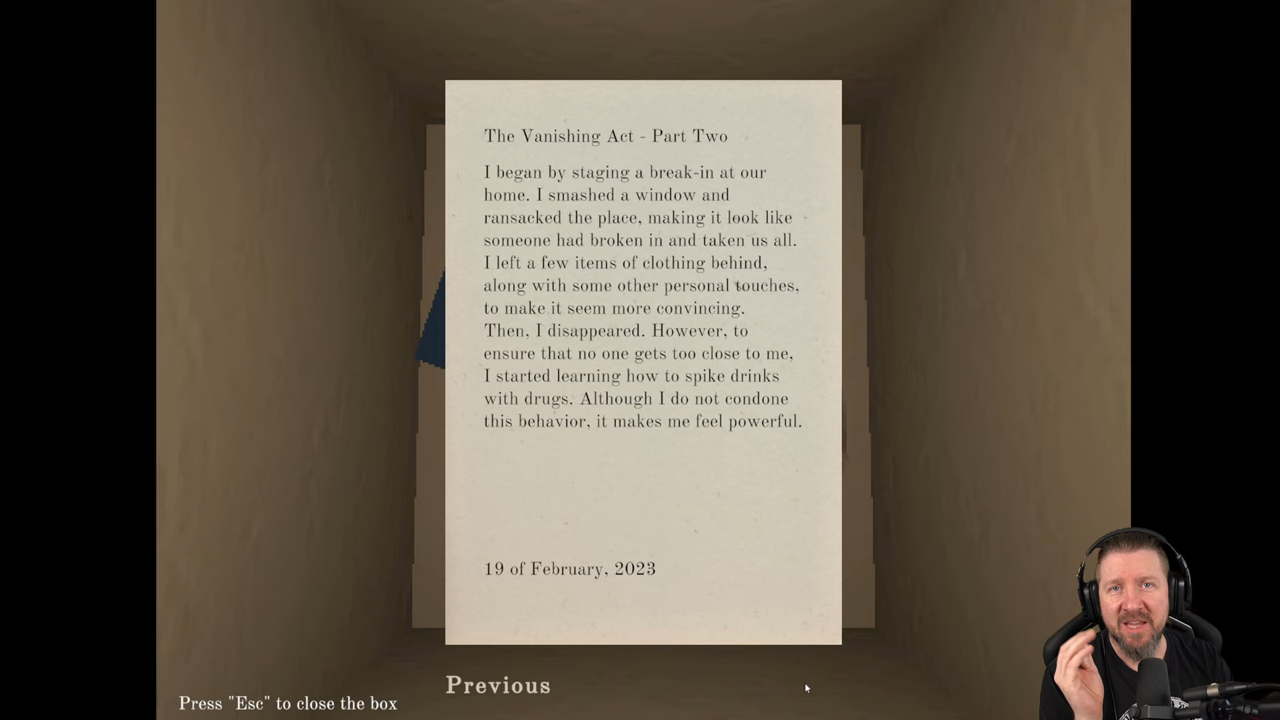 The Vanishing Act - Part Two
I began by staging a break-in at our
home. I smashed a window and
ransacked the place, making it look like
someone had broken in and taken us all.
I left a few items of clothing behind,
along with some other personal touches,
to make it seem more convincing.
Then, I disappeared. However, to
ensure that no one gets too close to me,
I started learning how to spike drinks
with drugs. Although I do not condone
this behavior, it makes me feel powerful.
19 of February, 2023
Previous
Press "Esc" to close the box